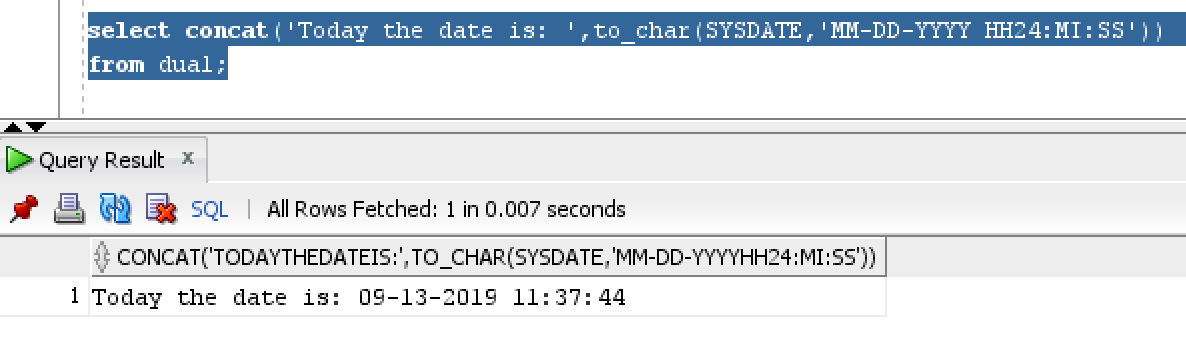 select concat('Today the date is: ',to_char(SYSDATE,'MM-DD-YYYY HH24:MI:SS'))
from dual;
Query Result x
SQL | All Rows Fetched: 1 in 0.007 seconds
CONCAT('TODAYTHEDATEIS:',TO_CHAR(SYSDATE,'MM-DD-YYYYHH24:MI:SS'))
1 Today the date is: 09-13-2019 11:37:44